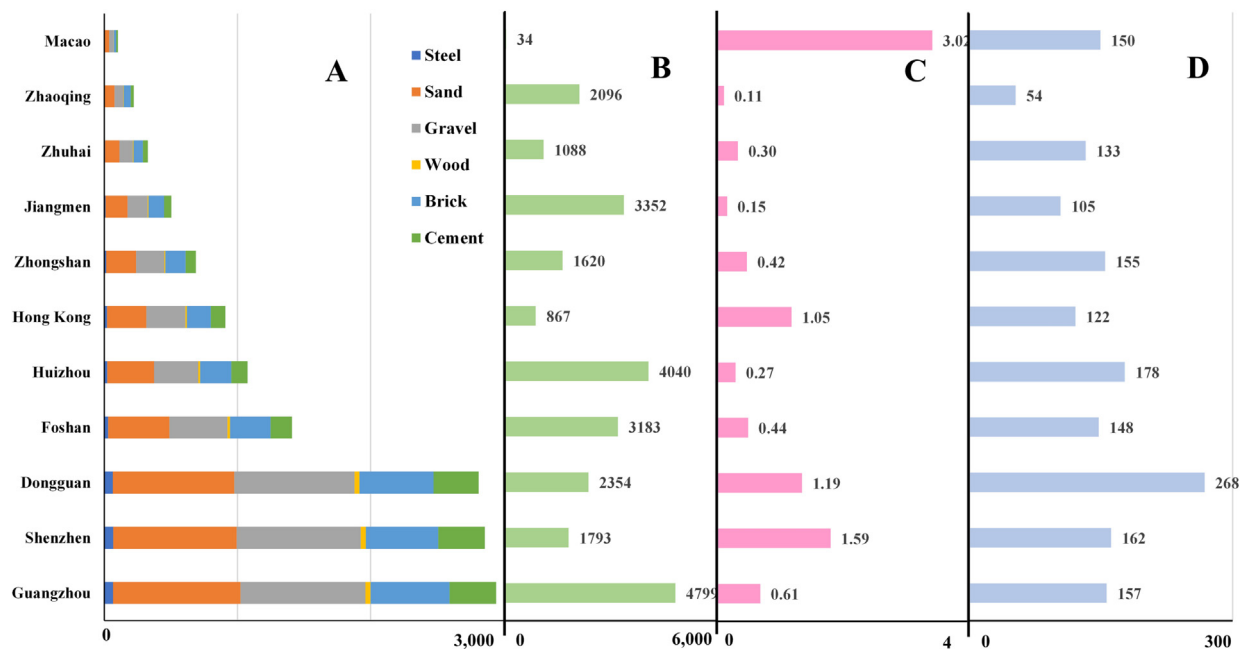 A
B
C
D
Steel
Sand
Gravel
Wood
Brick
Cement
Macao 34 3.02 150
Zhaoqing 2096 0.11 54
Zhuhai 1088 0.30 133
Jiangmen 3352 0.15 105
Zhongshan 1620 0.42 155
Hong Kong 867 1.05 122
Huizhou 4040 0.27 178
Foshan 3183 0.44 148
Dongguan 2354 1.19 268
Shenzhen 1793 1.59 162
Guangzhou 4799 0.61 157
0 3,000 0 6,000 0 4 0 300